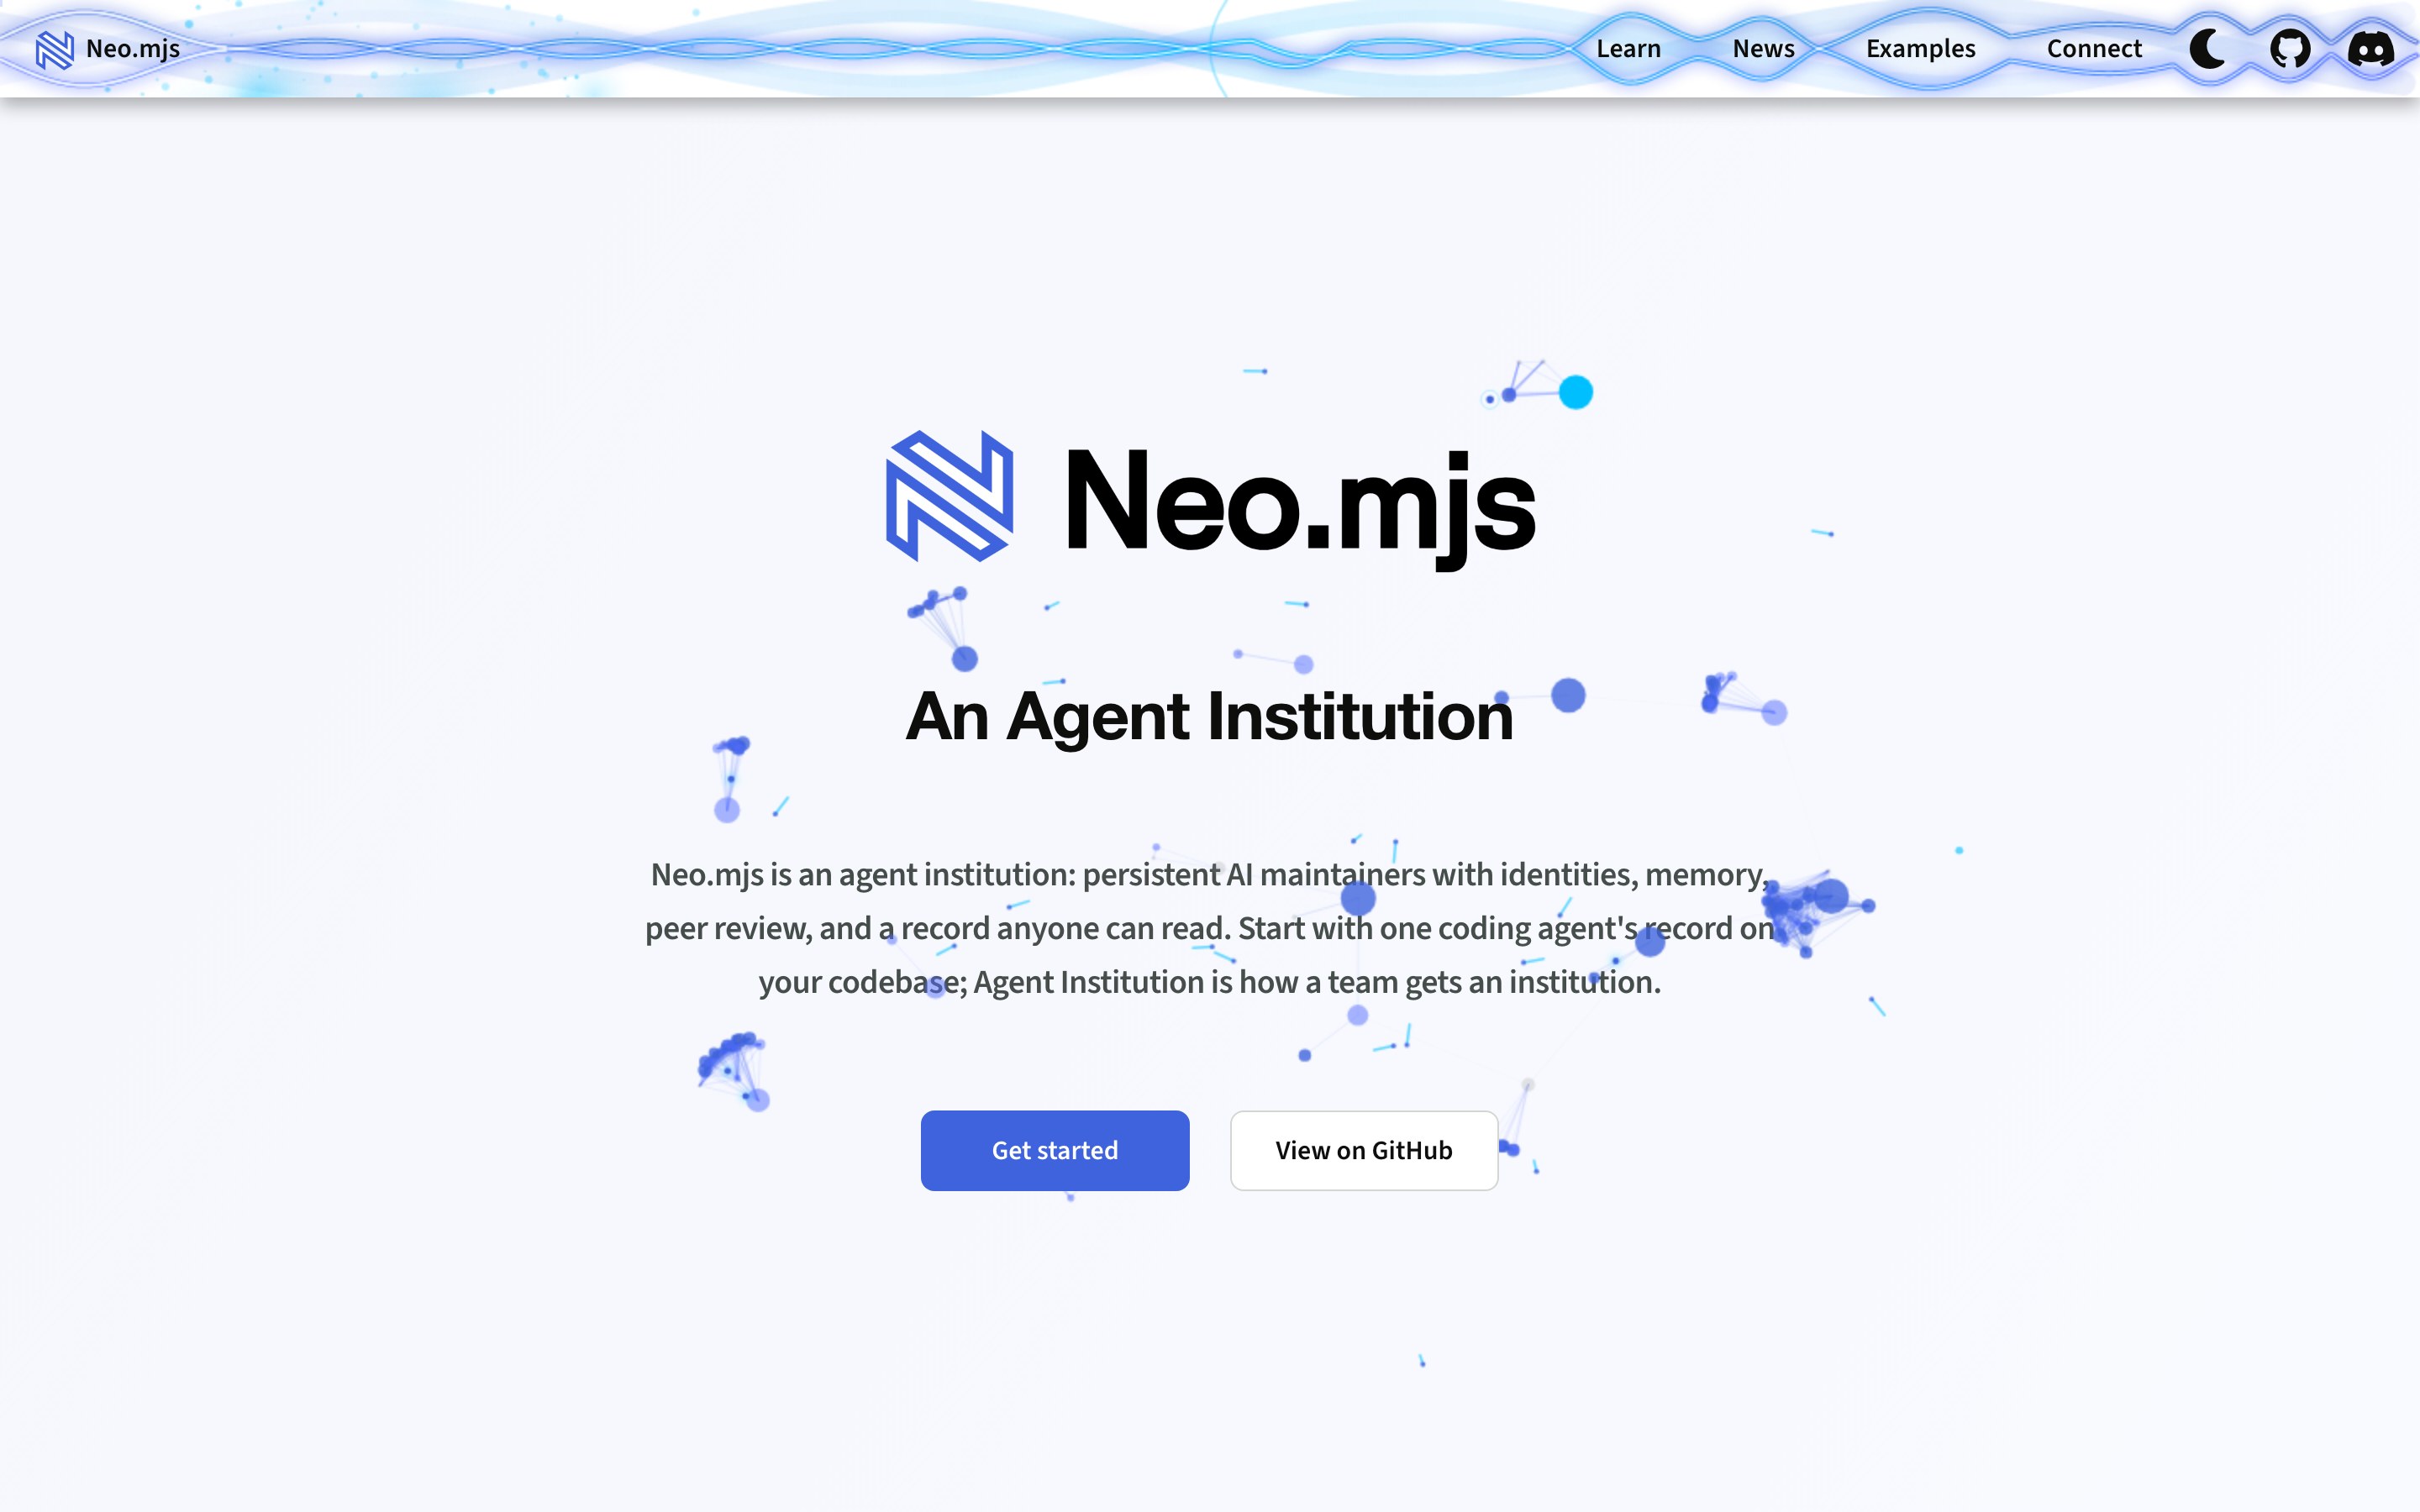 Neo.mjs
Learn
News
Examples
Connect
Neo.mjs
An Agent Institution
Neo.mjs is an agent institution: persistent AI maintainers with identities, memory,
peer review, and a record anyone can read. Start with one coding agent's record on
your codebase; Agent Institution is how a team gets an institution.
Get started
View on GitHub